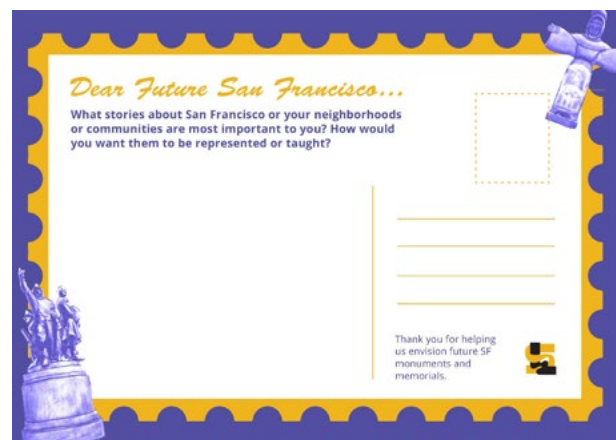 Dear Future San Francisco...
What stories about San Francisco or your neighborhoods
or communities are most important to you? How would
you want them to be represented or taught?
Thank you for helping
us envision future SF
monuments and
memorials.